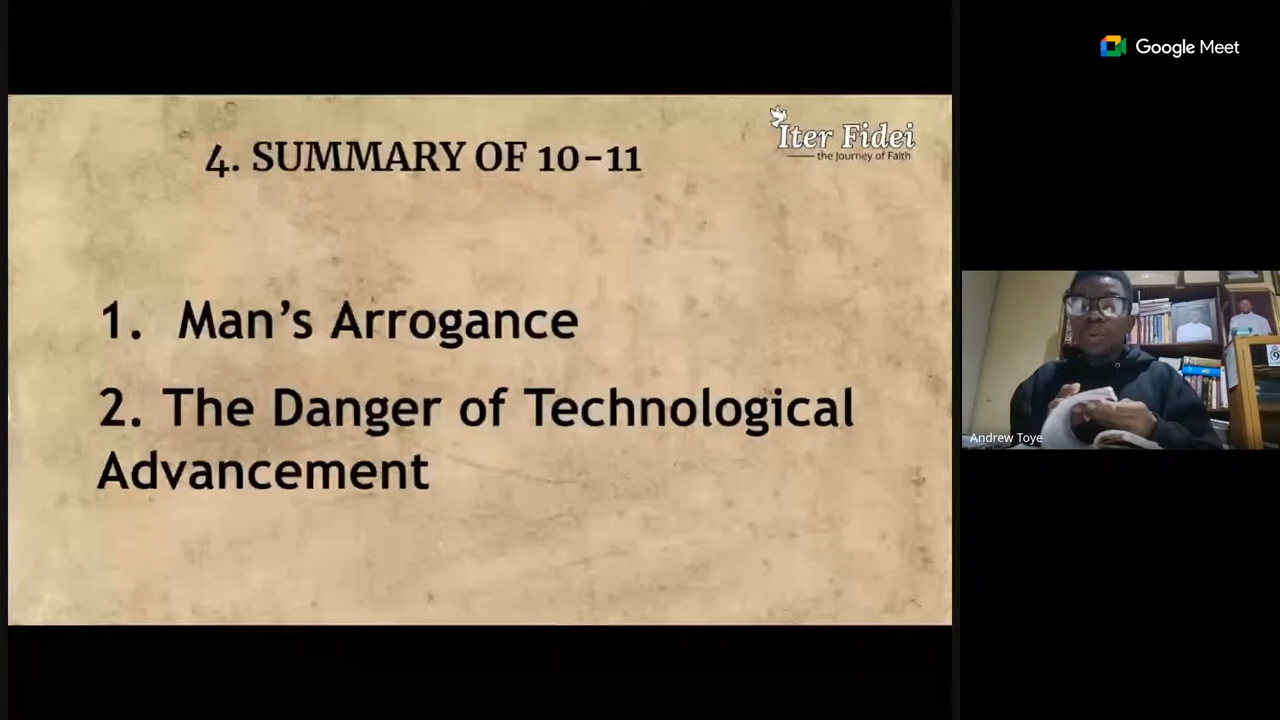 Google Meet
4. SUMMARY OF 10-11
Iter Fidei
the Journey of Faith
1. Man's Arrogance
2. The Danger of Technological
Advancement
Andrew Toye